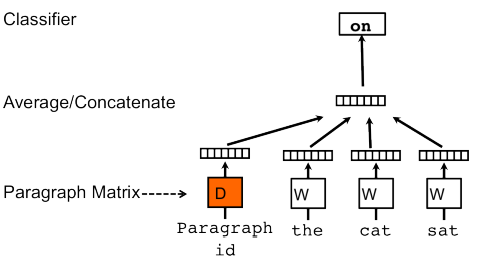 Classifier
on
Average/Concatenate
Paragraph Matrix
D W W W
Paragraph the cat sat
id